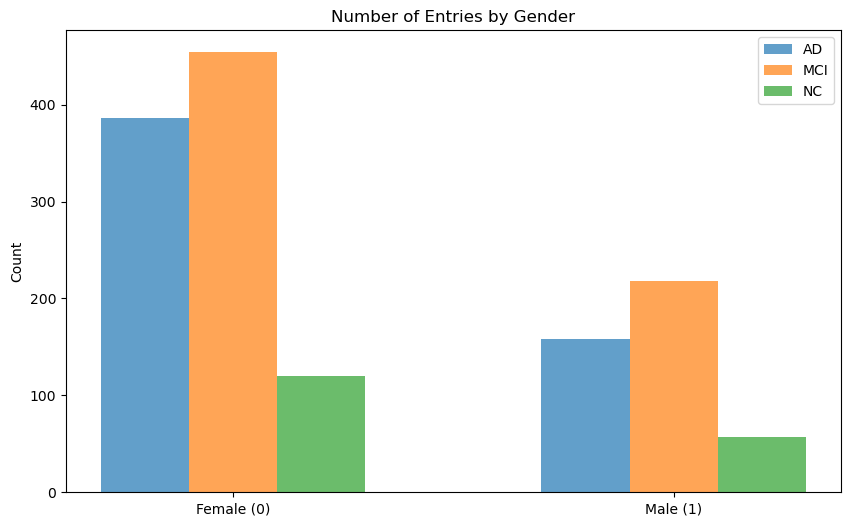 Number of Entries by Gender
AD
MCI
NC
Count
400
300
200
100
0
Female (0)
Male (1)